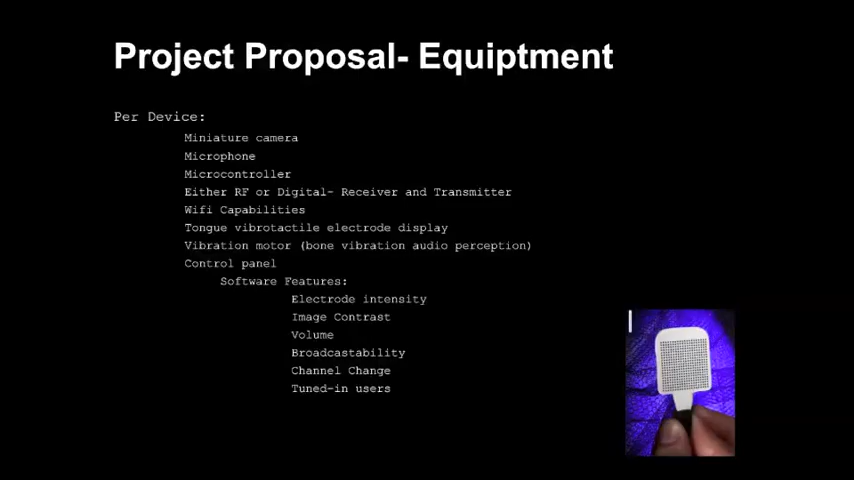 Project Proposal- Equiptment
Per Device:
Miniature camera
Microphone
Microcontroller
Either RF or Digital- Receiver and Transmitter
Wifi Capabilities
Tongue vibrotactile electrode display
Vibration motor (bone vibration audio perception)
Control panel
Software Features:
Electrode intensity
Image Contrast
Volume
Broadcastability
Channel Change
Tuned-in users